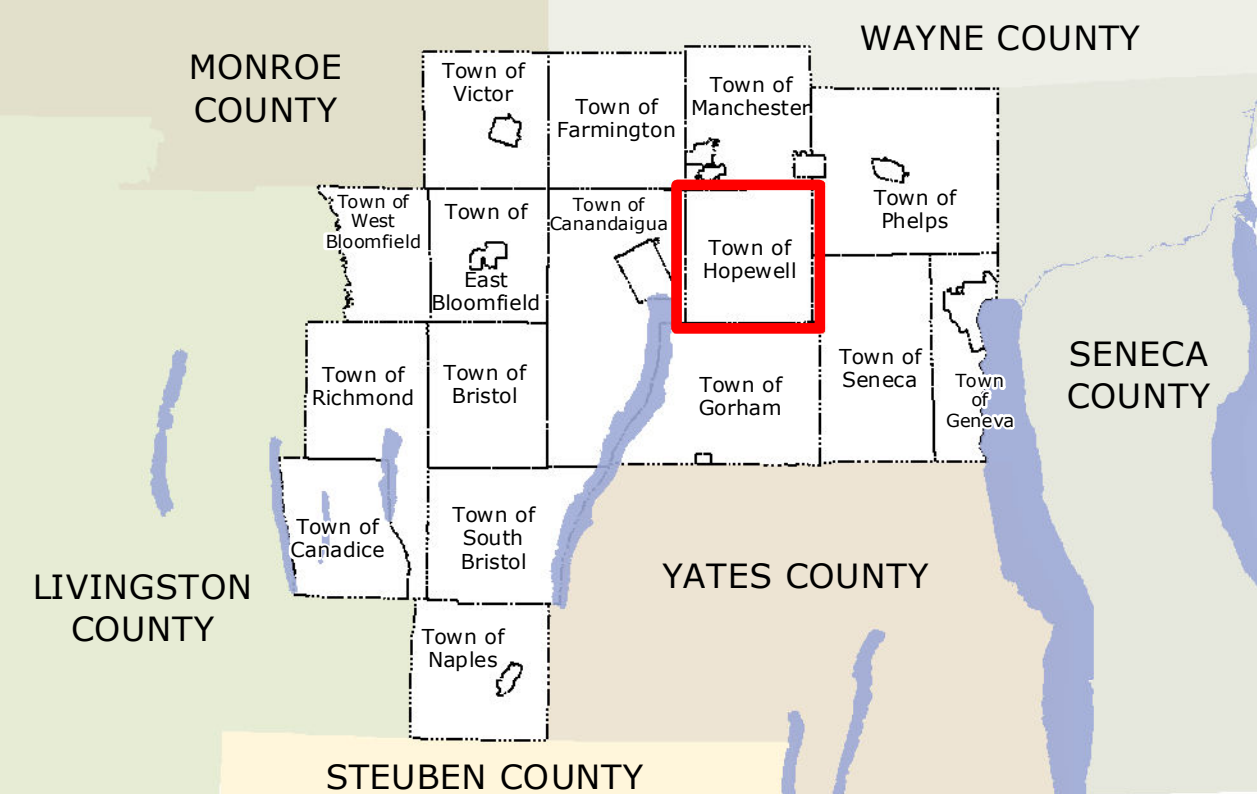 WAYNE COUNTY
MONROE
COUNTY
Town of
Victor
Town of
Farmington
Town of
Manchester
Town of
Phelps
Town of
West
Bloomfield
Town of
East
Bloomfield
Town of
Canandaigua
Town of
Hopewell
Town of
Richmond
Town of
Bristol
Town of
Gorham
Town of
Seneca
Town
of
Geneva
SENECA
COUNTY
Town of
Canadice
Town of
South
Bristol
LIVINGSTON
COUNTY
YATES COUNTY
Town of
Naples
STEUBEN COUNTY